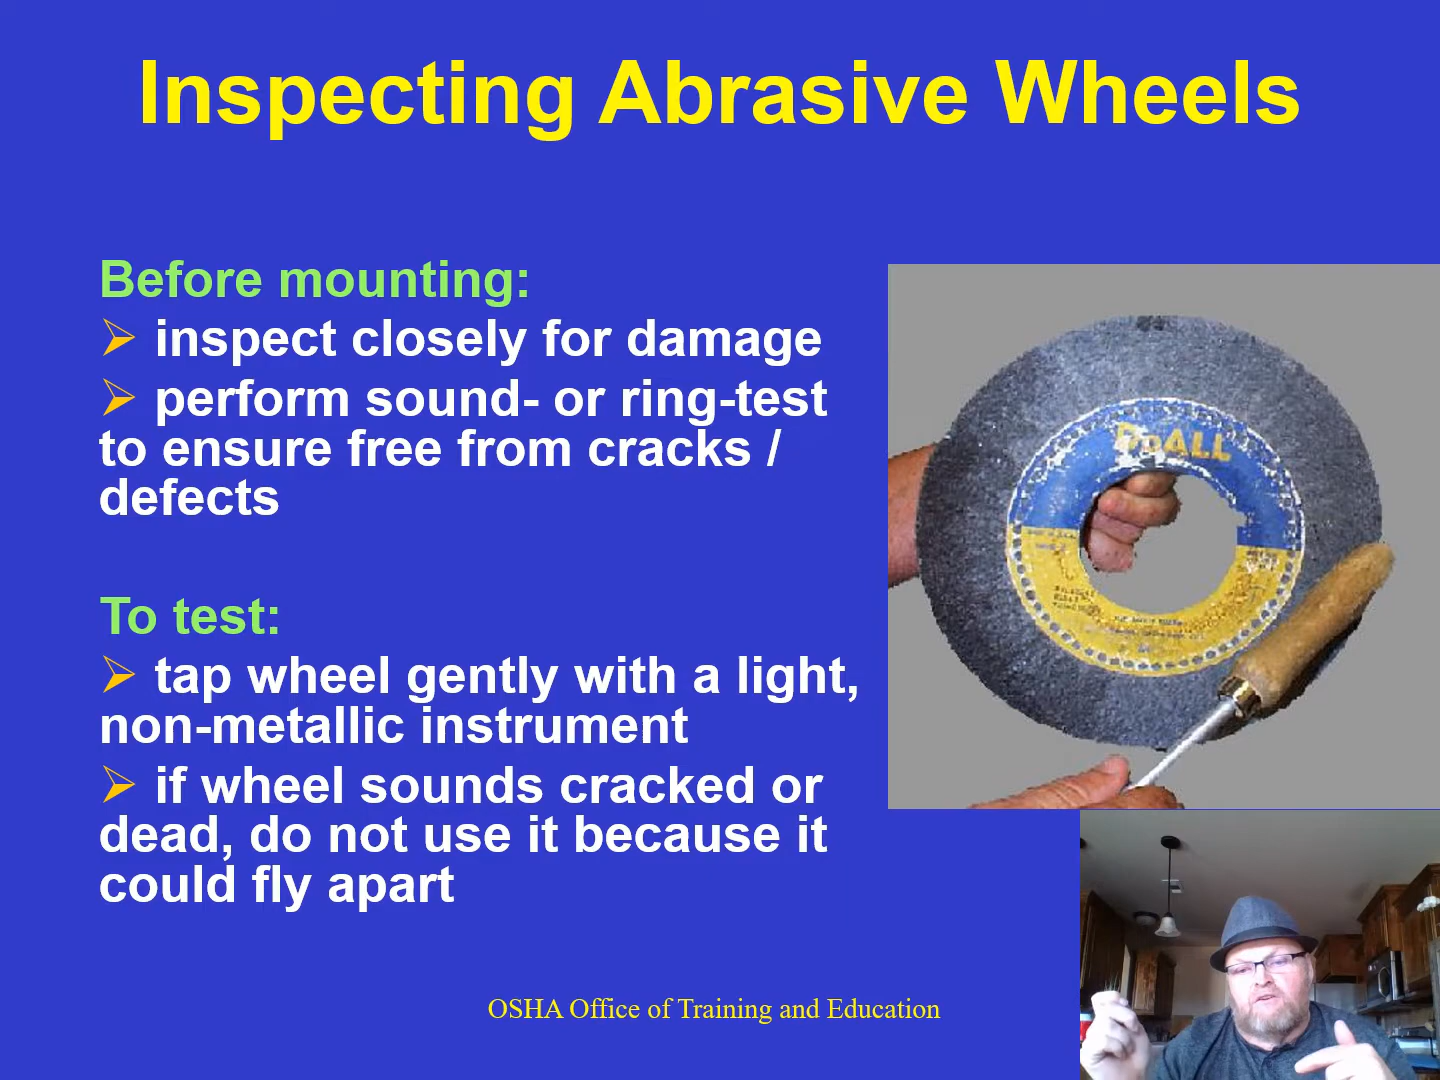 Inspecting Abrasive Wheels
Before mounting:
➢ inspect closely for damage
➢ perform sound- or ring-test
to ensure free from cracks /
defects
DoALL
To test:
➢ tap wheel gently with a light,
non-metallic instrument
➢ if wheel sounds cracked or
dead, do not use it because it
could fly apart
OSHA Office of Training and Education